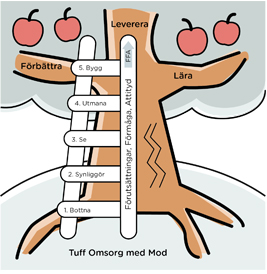 Leverera
Förbättra
Lära
FFA
Förutsättningar, Förmåga, Attityd
5. Bygg
4. Utmana
3. Se
2. Synliggör
1. Bottna
Tuff Omsorg med Mod